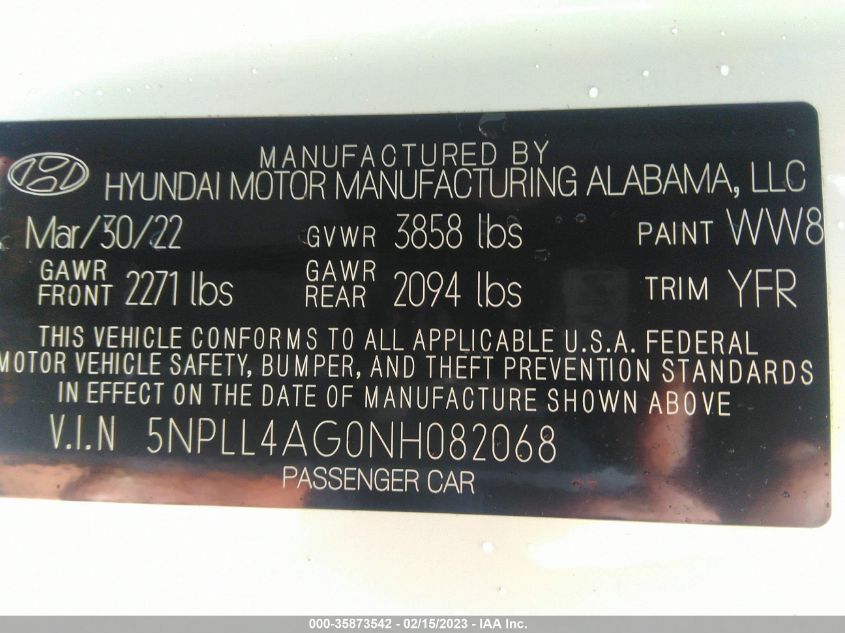 MANUFACTURED BY
HYUNDAI MOTOR MANUFACTURING ALABAMA, LLC
Mar/30/22 GVWR 3858 lbs PAINT WW8
GAWR FRONT 2271 lbs GAWR REAR 2094 lbs TRIM YFR
THIS VEHICLE CONFORMS TO ALL APPLICABLE U.S.A. FEDERAL
MOTOR VEHICLE SAFETY, BUMPER, AND THEFT PREVENTION STANDARDS
IN EFFECT ON THE DATE OF MANUFACTURE SHOWN ABOVE
V.I.N 5NPLL4AG0NH082068
PASSENGER CAR
000-35873542 - 02/15/2023 - IAA Inc.